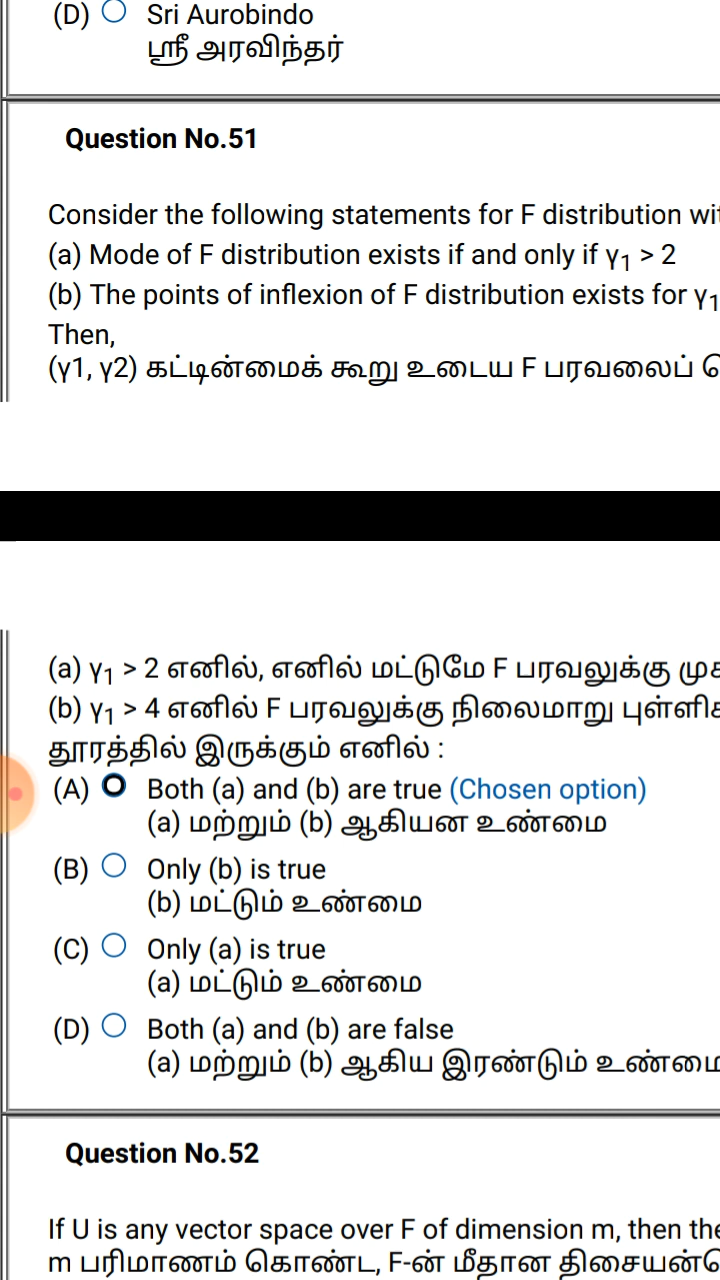 (D) Sri Aurobindo
ஸ்ரீ அரவிந்தர்
Question No.51
Consider the following statements for F distribution
(a) Mode of F distribution exists if and only if γ₁ > 2
(b) The points of inflexion of F distribution exists for γ₁
Then,
(γ1, γ2) கட்டின்மைக் கூறு உடைய F பரவலைப்
(a) γ₁ > 2 எனில், எனில் மட்டுமே F பரவலுக்கு
(b) γ₁ > 4 எனில் F பரவலுக்கு நிலைமாறு
தூரத்தில் இருக்கும் எனில் :
(A) Both (a) and (b) are true (Chosen option)
(a) மற்றும் (b) ஆகியன உண்மை
(B) Only (b) is true
(b) மட்டும் உண்மை
(C) Only (a) is true
(a) மட்டும் உண்மை
(D) Both (a) and (b) are false
(a) மற்றும் (b) ஆகிய இரண்டும்
Question No.52
If U is any vector space over F of dimension m, then
m பரிமாணம் கொண்ட, F-ன் மீதான